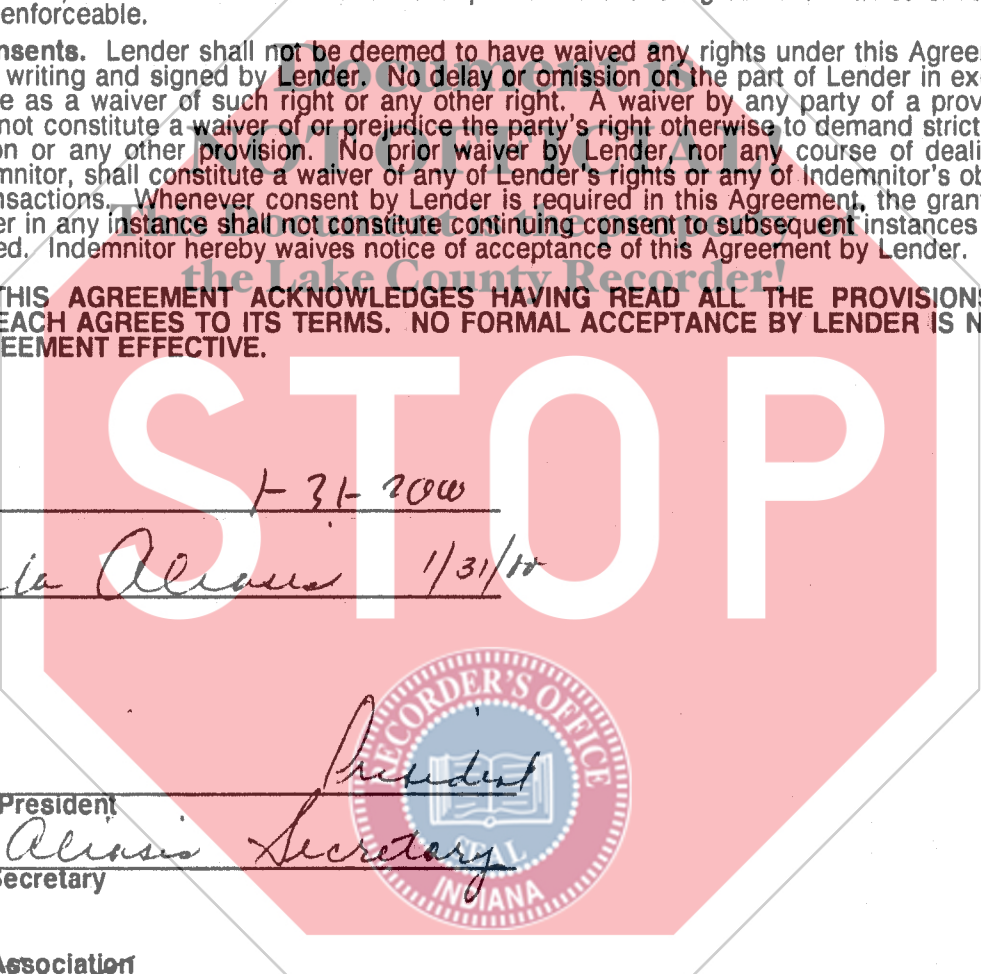 enforceable.
nsents. Lender shall not be deemed to have waived any rights under this Agree
writing and signed by Lender. No delay or omission on the part of Lender in ex
e as a waiver of such right or any other right. A waiver by any party of a prov
not constitute a waiver of or prejudice the party's right otherwise to demand strict
on or any other provision. No prior waiver by Lender, nor any course of deali
mnitor, shall constitute a waiver of any of Lender's rights or any of Indemnitor's ob
nsactions. Whenever consent by Lender is required in this Agreement, the grant
er in any instance shall not constitute continuing consent to subsequent instances
ed. Indemnitor hereby waives notice of acceptance of this Agreement by Lender.
Document is
NOT OFFICIAL!
This Document is the property of
the Lake County Recorder!
THIS AGREEMENT ACKNOWLEDGES HAVING READ ALL THE PROVISIONS
EACH AGREES TO ITS TERMS. NO FORMAL ACCEPTANCE BY LENDER IS N
EEMENT EFFECTIVE.
STOP
1-31-2000
1/31/00
President
President
Secretary
Secretary
RECORDER'S OFFICE
SEAL
INDIANA
Association